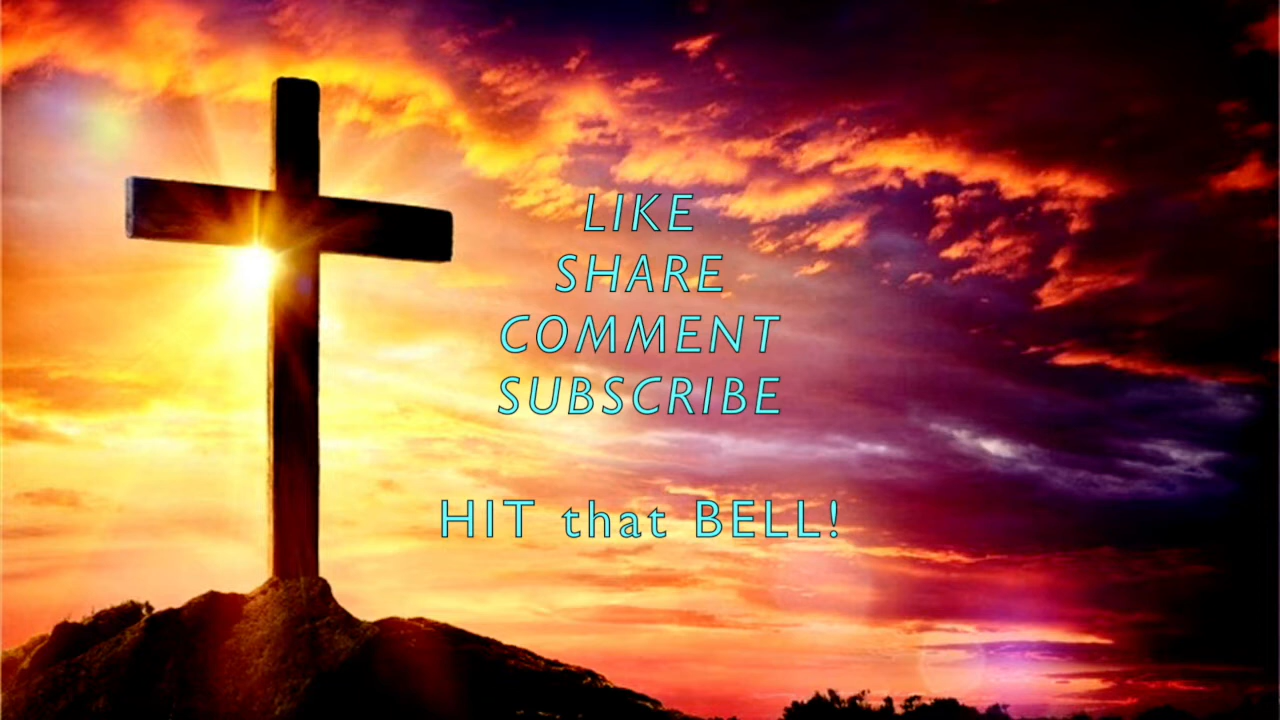 LIKE
SHARE
COMMENT
SUBSCRIBE
HIT that BELL!